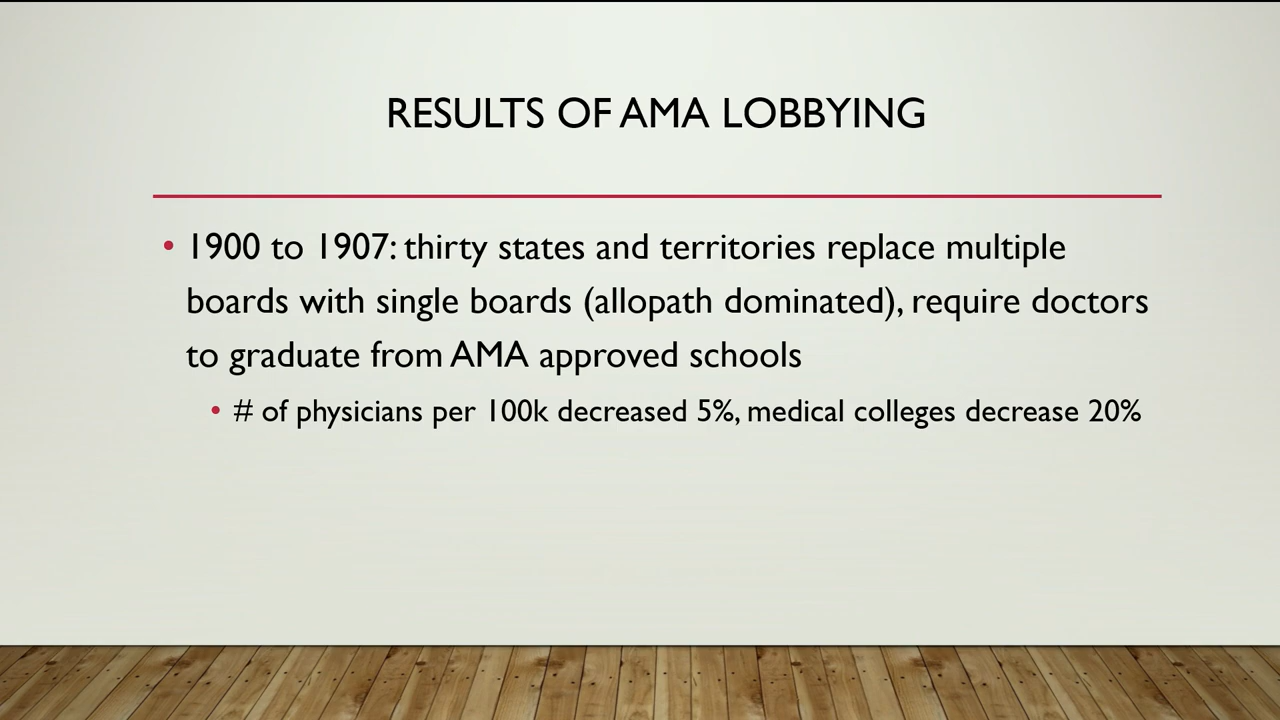 RESULTS OF AMA LOBBYING
• 1900 to 1907: thirty states and territories replace multiple
boards with single boards (allopath dominated), require doctors
to graduate from AMA approved schools
• # of physicians per 100k decreased 5%, medical colleges decrease 20%